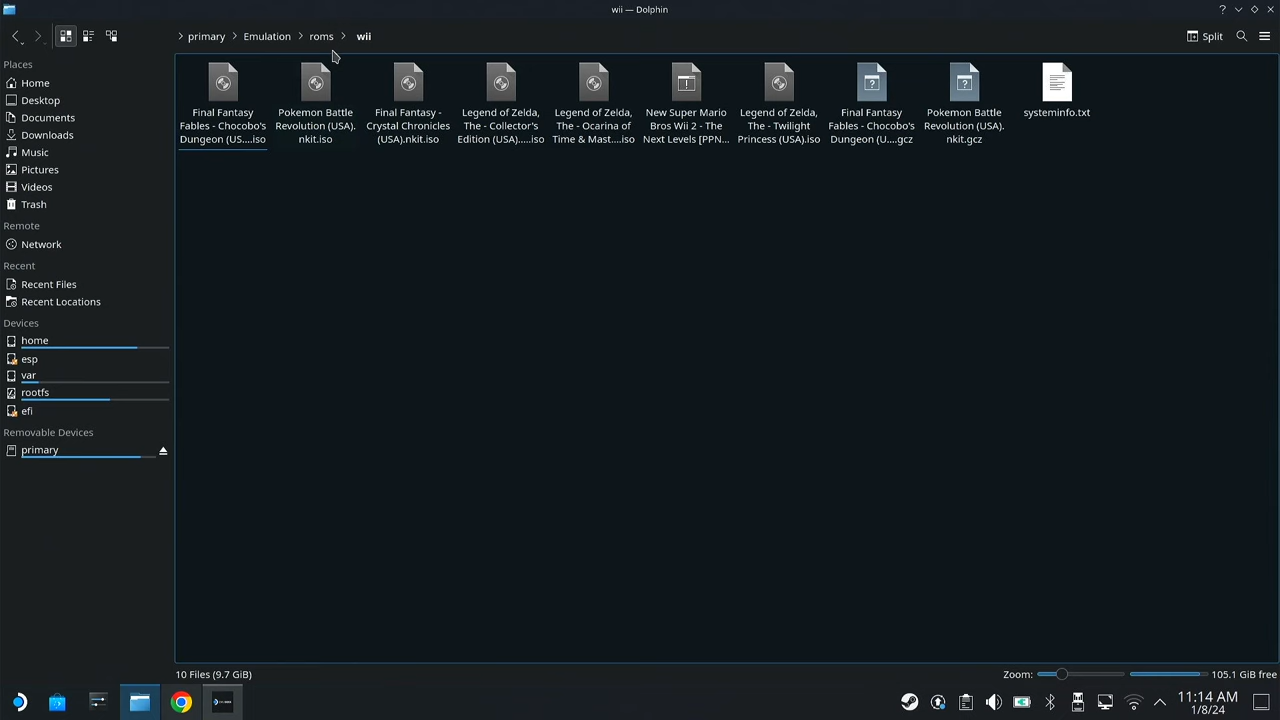 wii — Dolphin
primary
Emulation
roms
wii
Split
Places
Home
Desktop
Documents
Downloads
Music
Pictures
Videos
Trash
Remote
Network
Recent
Recent Files
Recent Locations
Devices
home
esp
var
rootfs
efi
Removable Devices
primary
Final Fantasy
Fables - Chocobo's
Dungeon (US....iso
Pokemon Battle
Revolution (USA).
nkit.iso
Final Fantasy -
Crystal Chronicles
(USA).nkit.iso
Legend of Zelda,
The - Collector's
Edition (USA).....iso
Legend of Zelda,
The - Ocarina of
Time & Mast....iso
New Super Mario
Bros Wii 2 - The
Next Levels [PPN...
Legend of Zelda,
The - Twilight
Princess (USA).iso
Final Fantasy
Fables - Chocobo's
Dungeon (U....gcz
Pokemon Battle
Revolution (USA).
nkit.gcz
systeminfo.txt
10 Files (9.7 GiB)
Zoom:
105.1 GiB free
11:14 AM
1/8/24